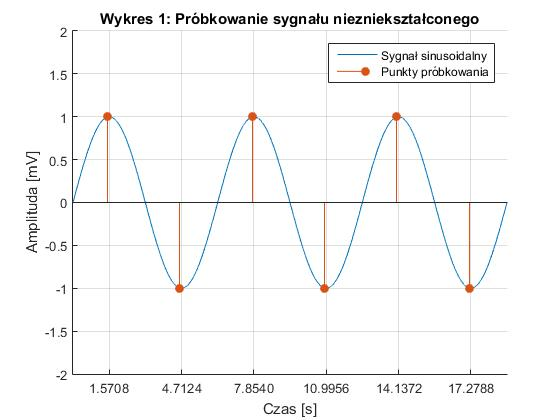 Wykres 1: Próbkowanie sygnału niezniekształconego
Sygnał sinusoidalny
Punkty próbkowania
Amplituda [mV]
2
1.5
1
0.5
0
-0.5
-1
-1.5
-2
1.5708 4.7124 7.8540 10.9956 14.1372 17.2788
Czas [s]